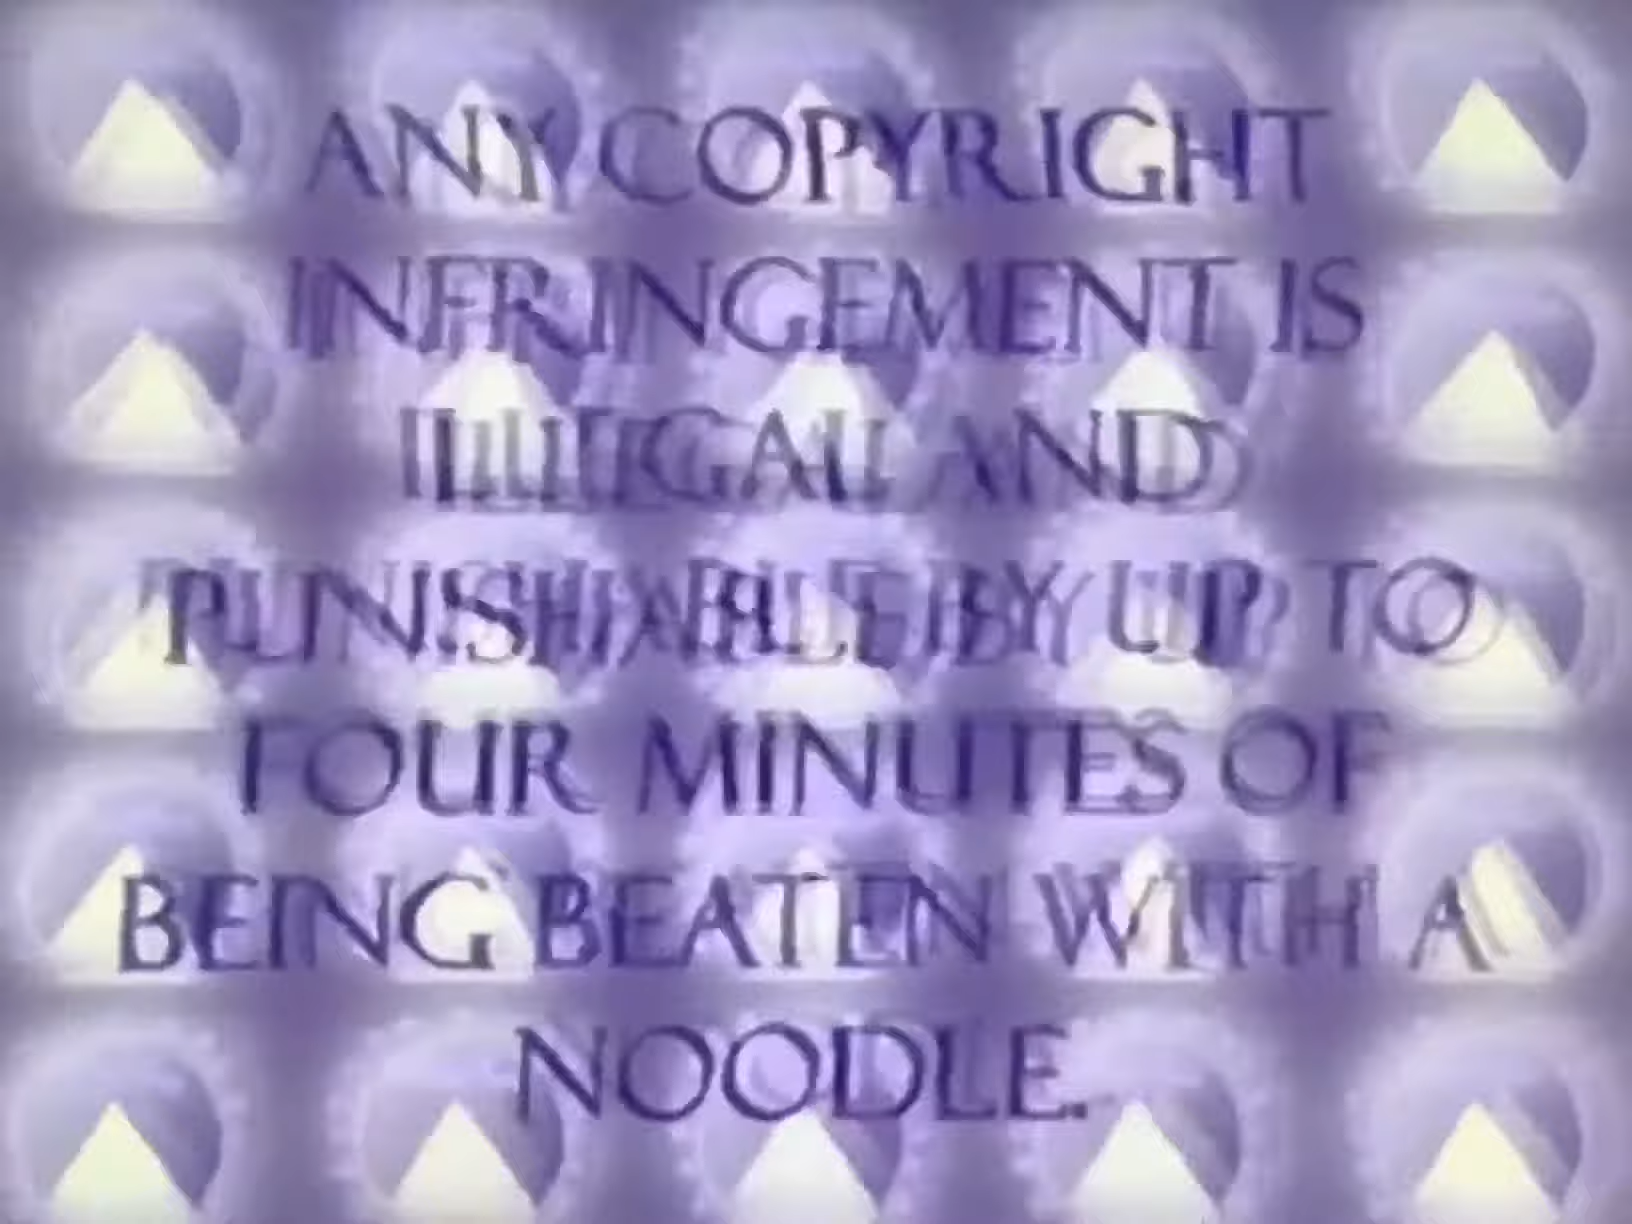 ANY COPYRIGHT
INFRINGEMENT IS
ILLEGAL AND
PUNISHABLE BY UP TO
FOUR MINUTES OF
BEING BEATEN WITH A
NOODLE.